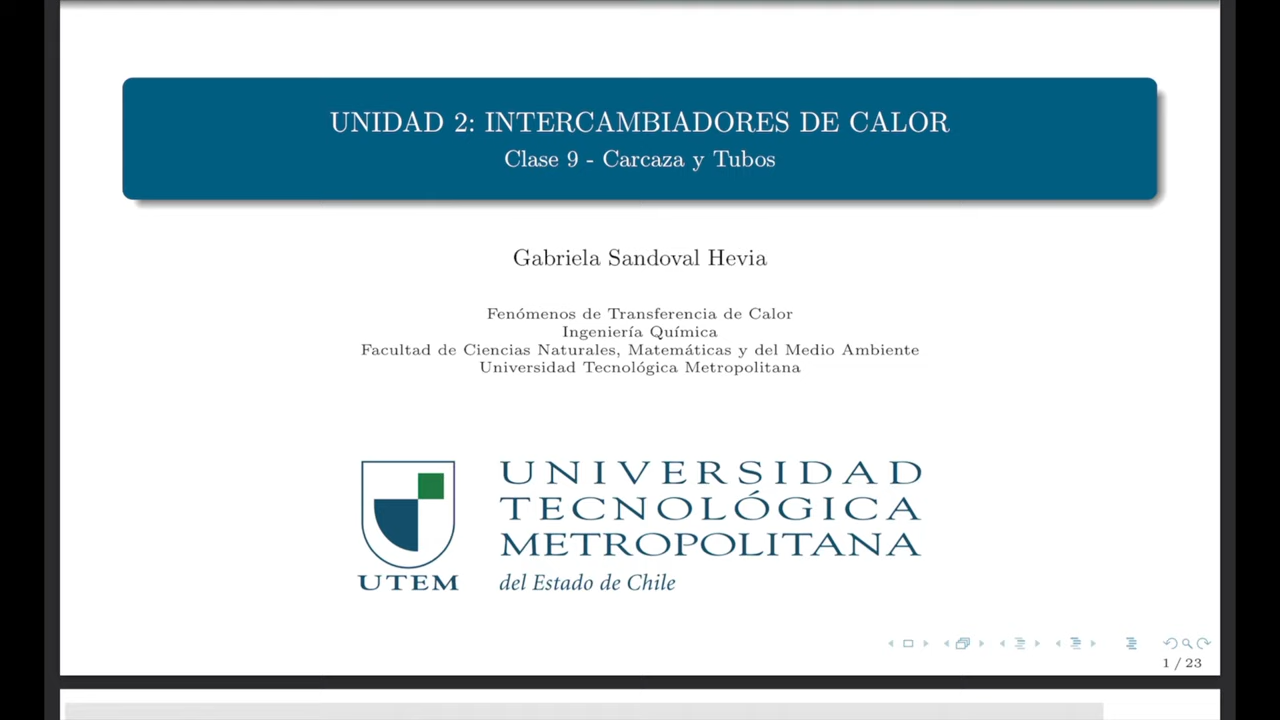 UNIDAD 2: INTERCAMBIADORES DE CALOR
Clase 9 - Carcaza y Tubos
Gabriela Sandoval Hevia
Fenómenos de Transferencia de Calor
Ingeniería Química
Facultad de Ciencias Naturales, Matemáticas y del Medio Ambiente
Universidad Tecnológica Metropolitana
UTEM
UNIVERSIDAD
TECNOLÓGICA
METROPOLITANA
del Estado de Chile
1 / 23